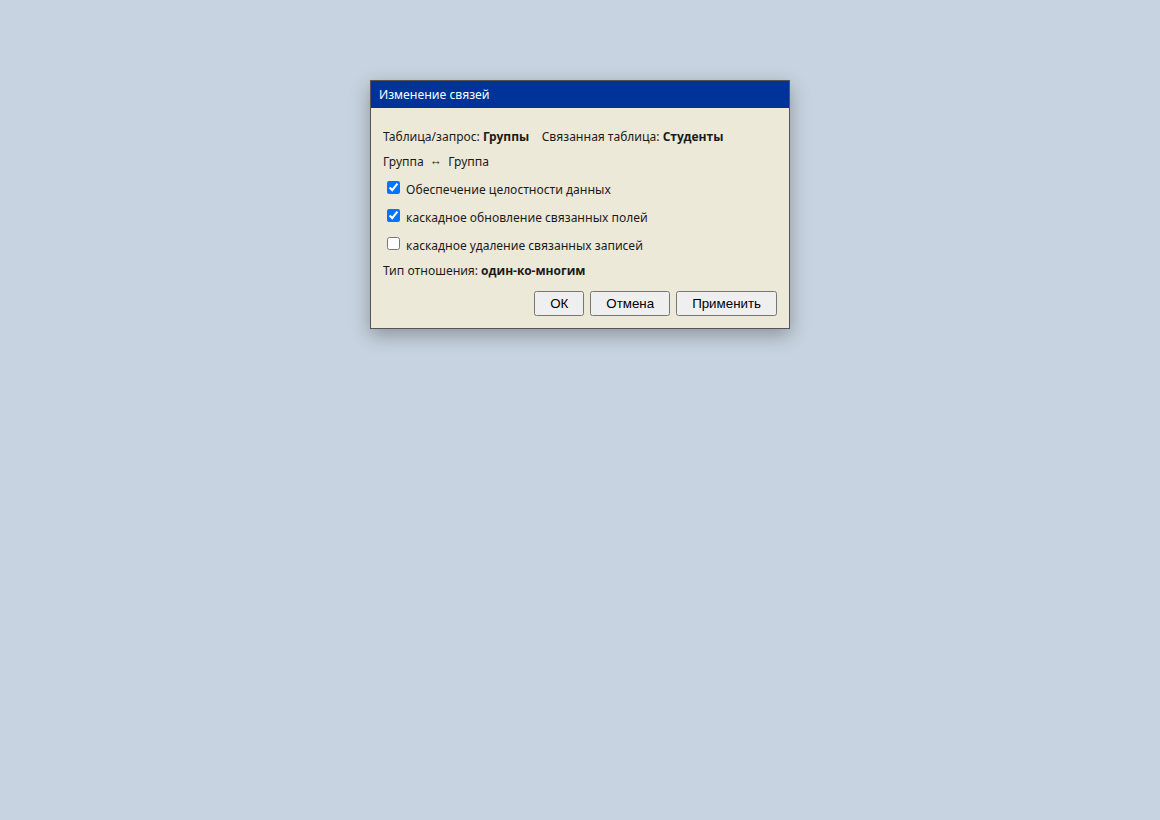 Изменение связей
Таблица/запрос: Группы Связанная таблица: Студенты
Группа ↔ Группа
Обеспечение целостности данных
каскадное обновление связанных полей
каскадное удаление связанных записей
Тип отношения: один-ко-многим
ОК Отмена Применить